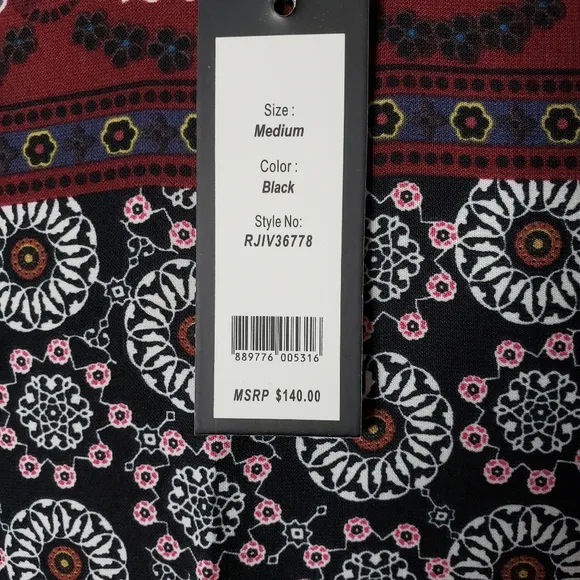 Size :
Medium
Color :
Black
Style No:
RJIV36778
889776 005316
MSRP $140.00